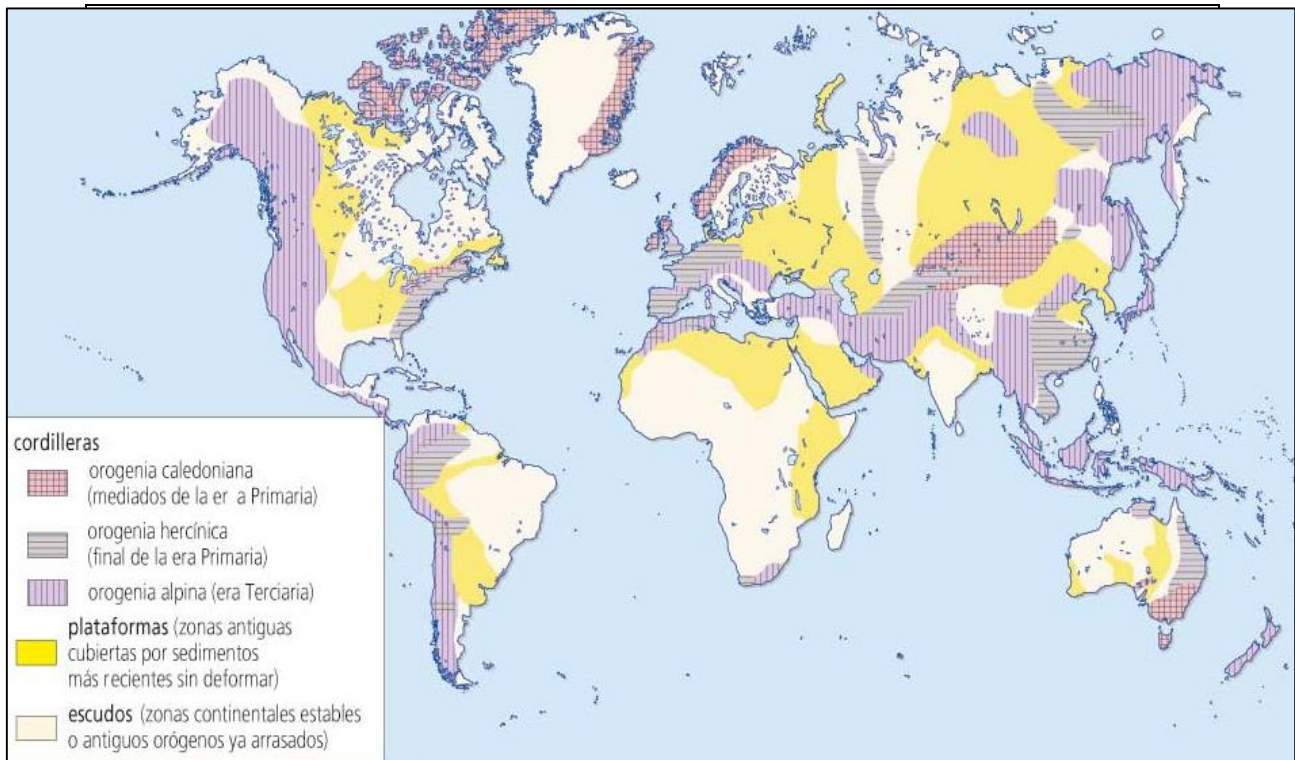 cordilleras
orogenia caledoniana
(mediados de la er a Primaria)
orogenia hercínica
(final de la era Primaria)
orogenia alpina (era Terciaria)
plataformas (zonas antiguas
cubiertas por sedimentos
más recientes sin deformar)
escudos (zonas continentales estables
o antiguos orógenos ya arrasados)